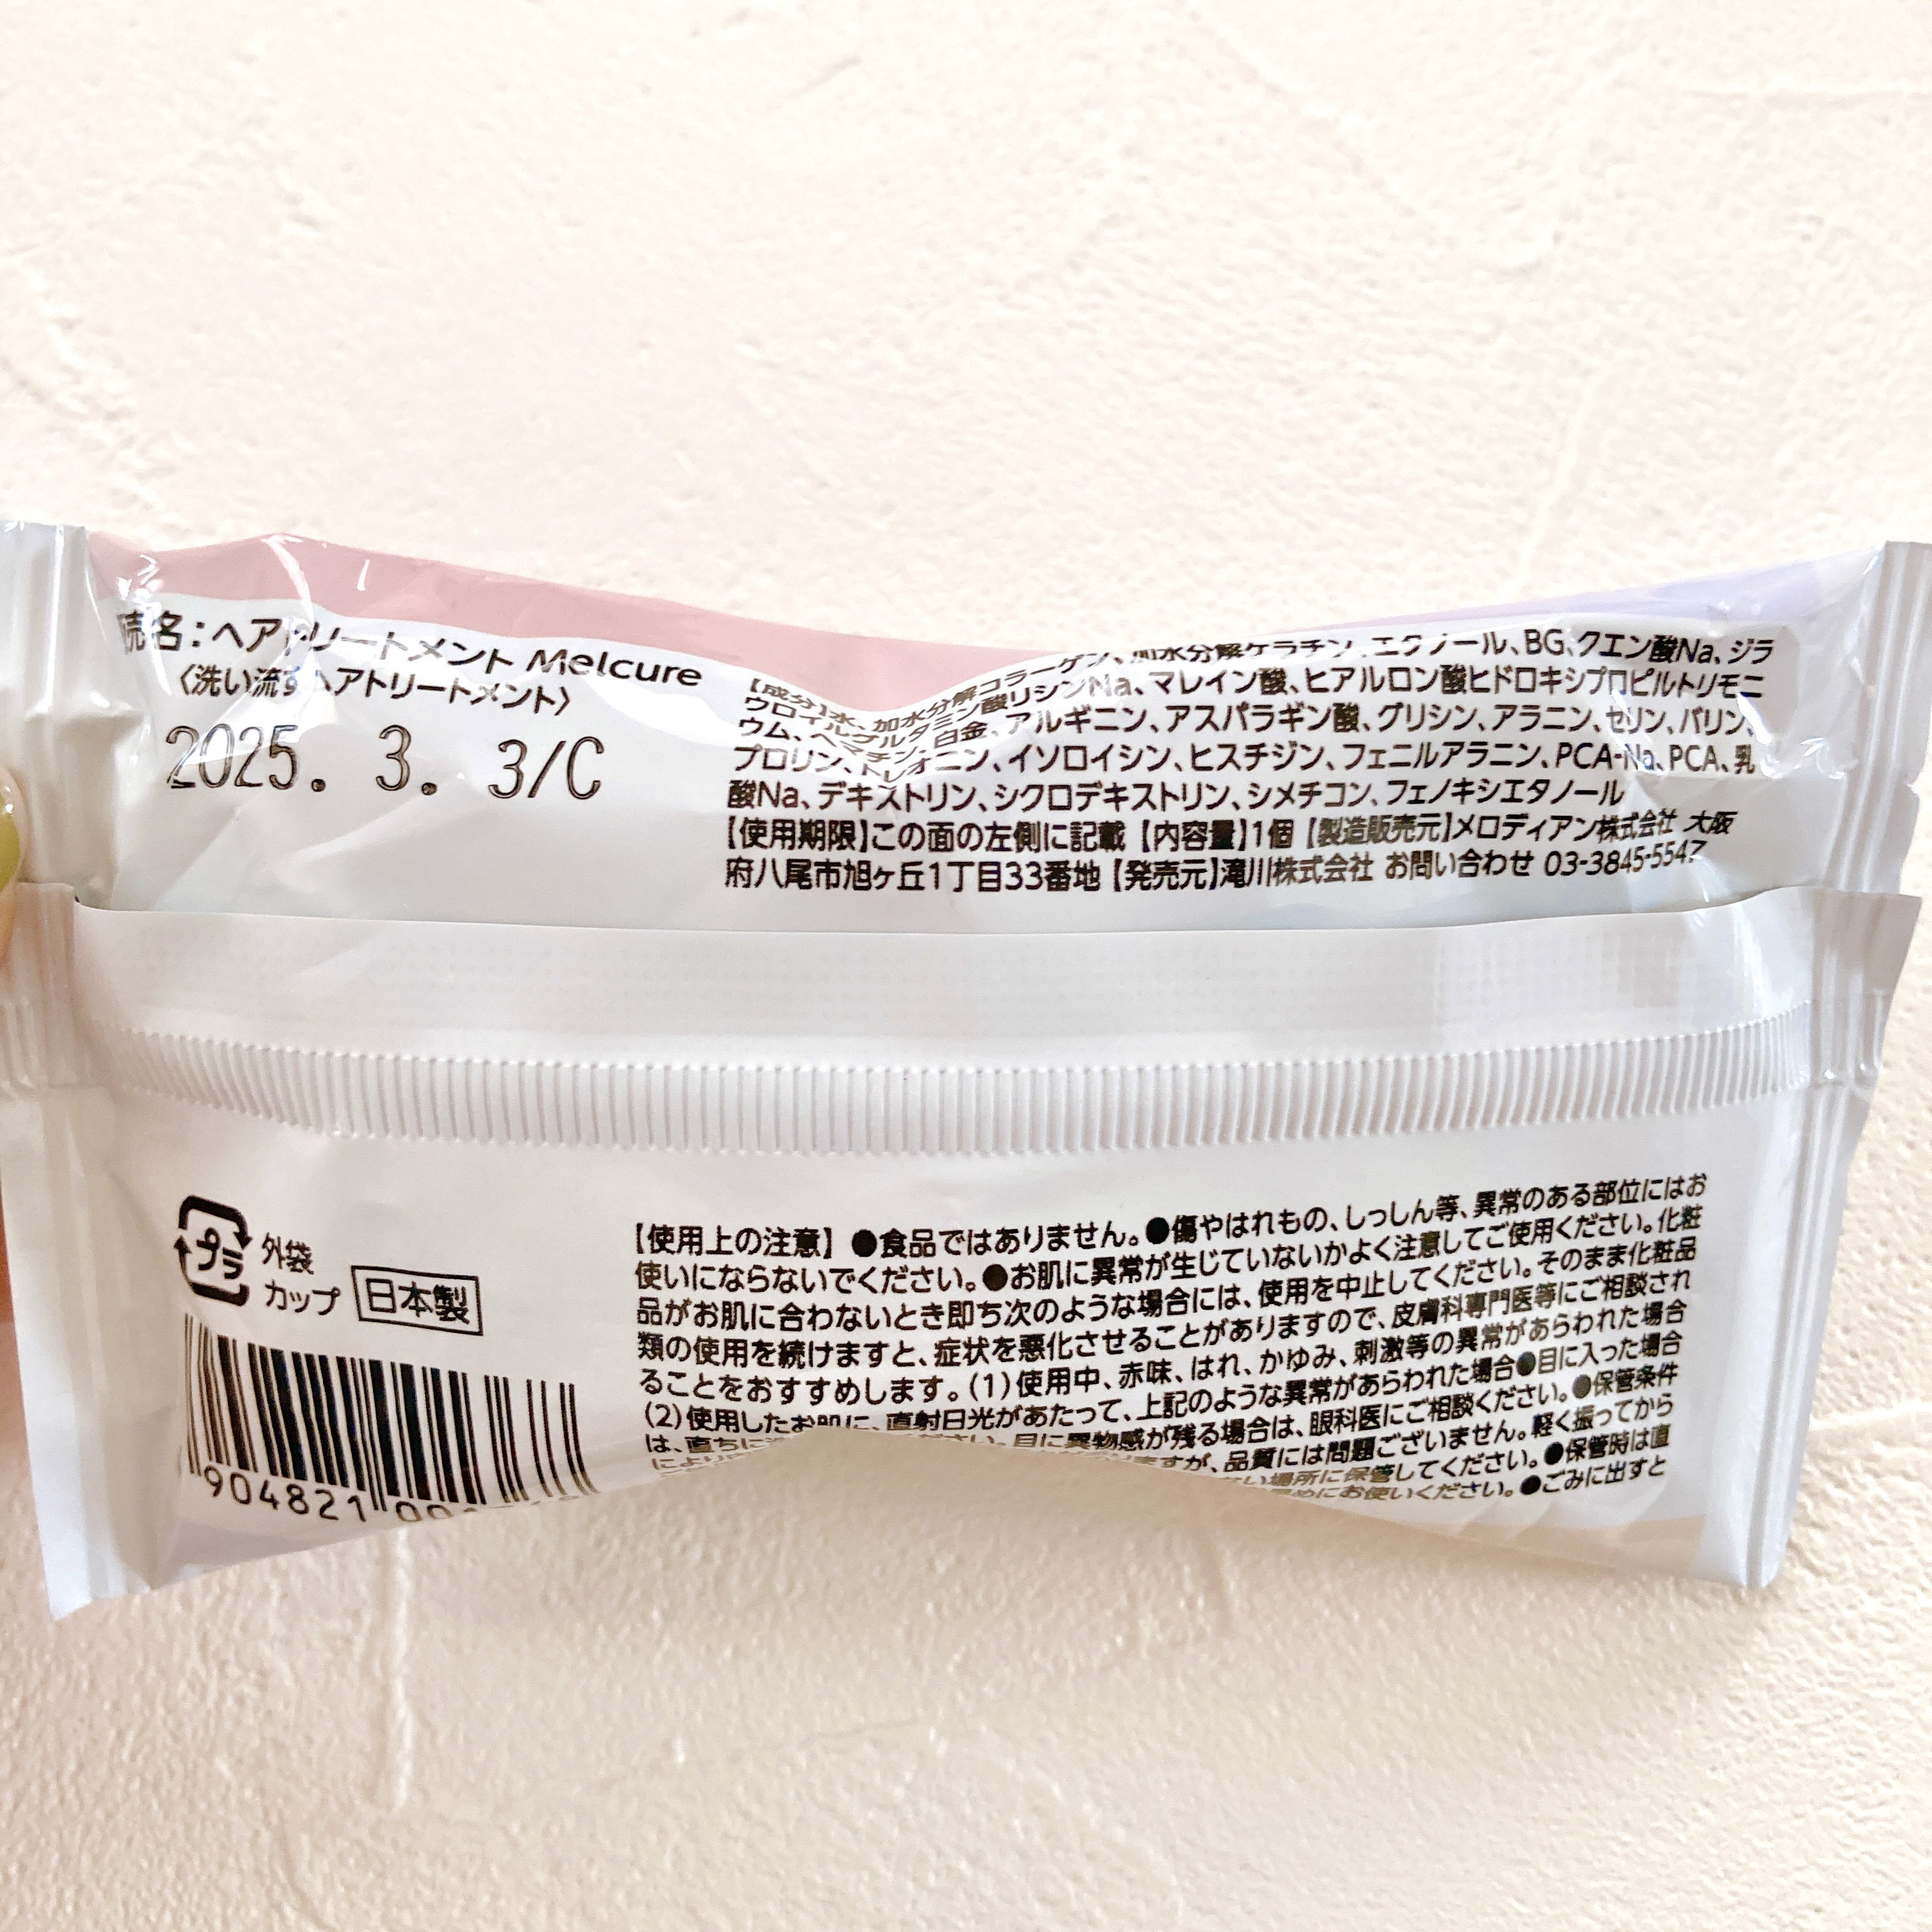 名：ヘアトリートメント Melcure
〈洗い流すヘアトリートメント〉
2025. 3. 3/C
【成分】水、加水分解コラーゲン、加水分解ケラチン、エタノール、BG、クエン酸Na、ジラ
ウロイルグルタミン酸リシンNa、マレイン酸、ヒアルロン酸ヒドロキシプロピルトリモニ
ウム、ヘマチン、白金、アルギニン、アスパラギン酸、グリシン、アラニン、セリン、バリン、
プロリン、トレオニン、イソロイシン、ヒスチジン、フェニルアラニン、PCA-Na、PCA、乳
酸Na、デキストリン、シクロデキストリン、シメチコン、フェノキシエタノール
【使用期限】この面の左側に記載 【内容量】1個 【製造販売元】メロディアン株式会社 大阪
府八尾市旭ヶ丘1丁目33番地 【発売元】滝川株式会社 お問い合わせ 03-3845-5547
プラ
外袋
カップ
日本製
904821
【使用上の注意】 ●食品ではありません。●傷やはれもの、しっしん等、異常のある部位にはお
使いにならないでください。●お肌に異常が生じていないかよく注意してご使用ください。化粧
品がお肌に合わないとき即ち次のような場合には、使用を中止してください。そのまま化粧品
類の使用を続けますと、症状を悪化させることがありますので、皮膚科専門医等にご相談され
ることをおすすめします。(1)使用中、赤味、はれ、かゆみ、刺激等の異常があらわれた場合
(2)使用したお肌に、直射日光があたって、上記のような異常があらわれた場合●目に入った場合
は、直ちに 目に異物感が残る場合は、眼科医にご相談ください。●保管条件
により ますが、品質には問題ございません。軽く振ってから
場所に保管してください。●保管時は直
にお使いください。●ごみに出すと